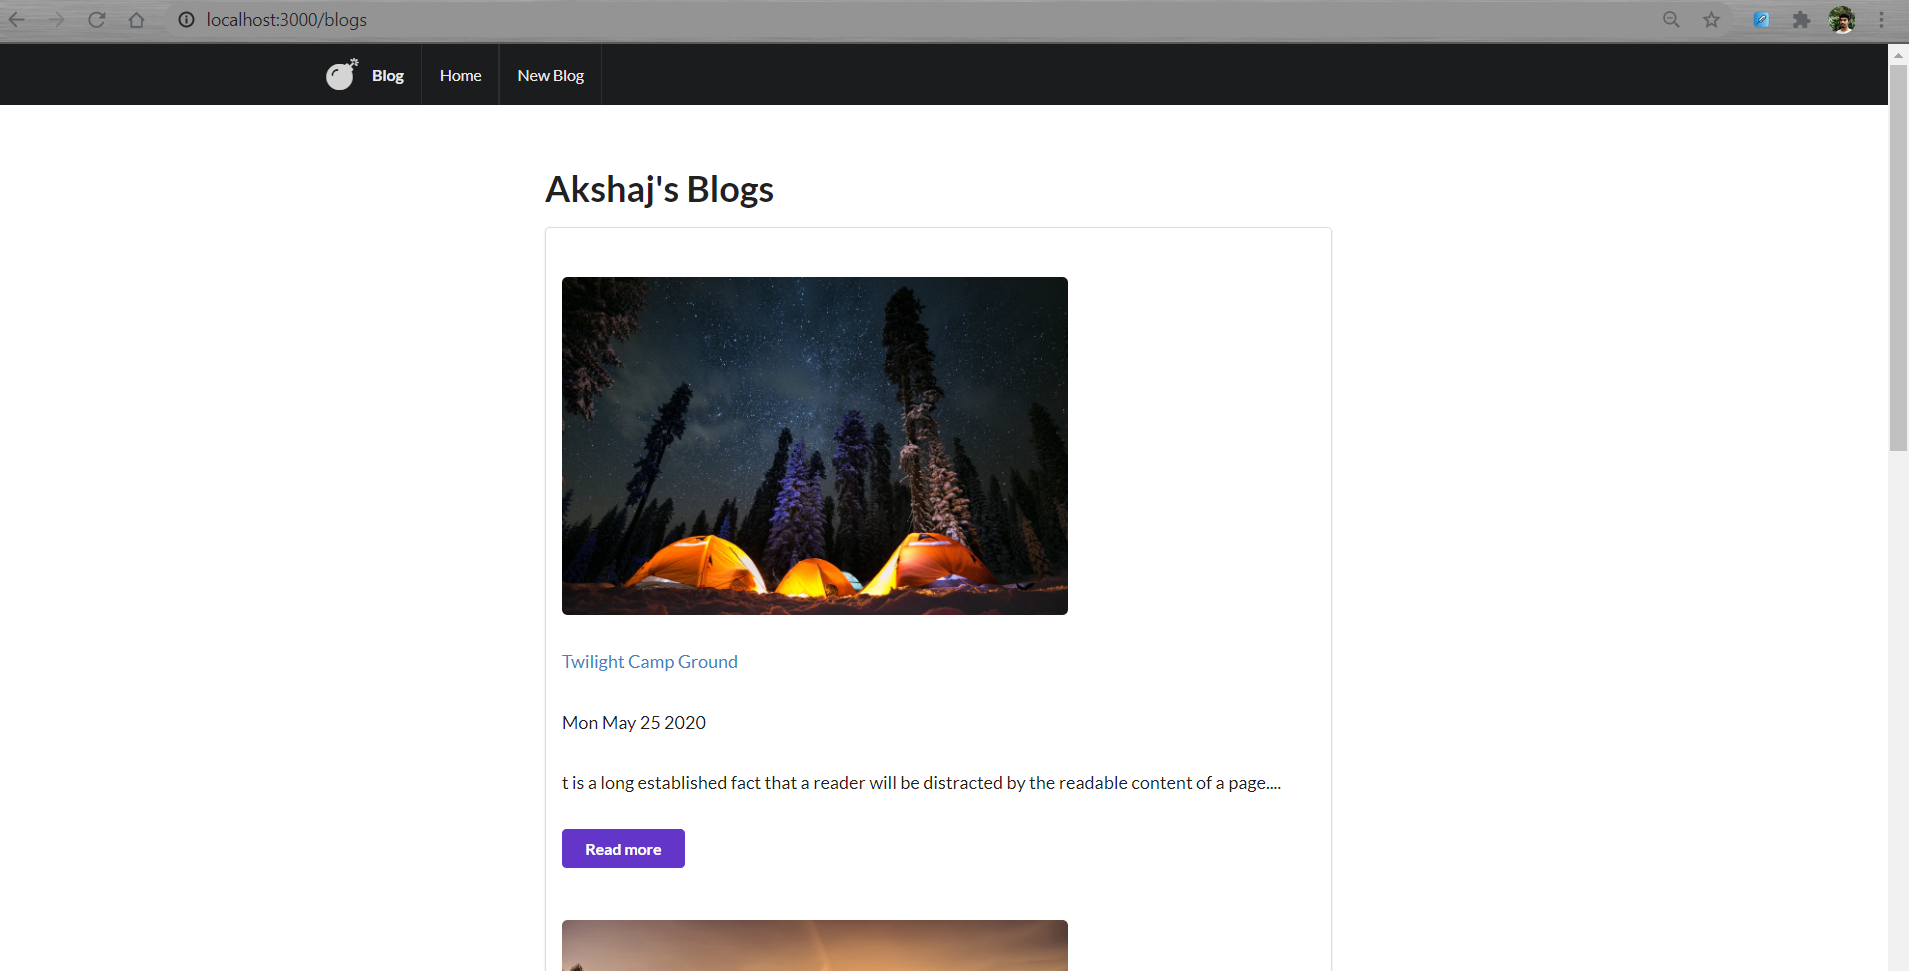 localhost:3000/blogs
Blog Home New Blog
Akshaj's Blogs
Twilight Camp Ground
Mon May 25 2020
t is a long established fact that a reader will be distracted by the readable content of a page....
Read more